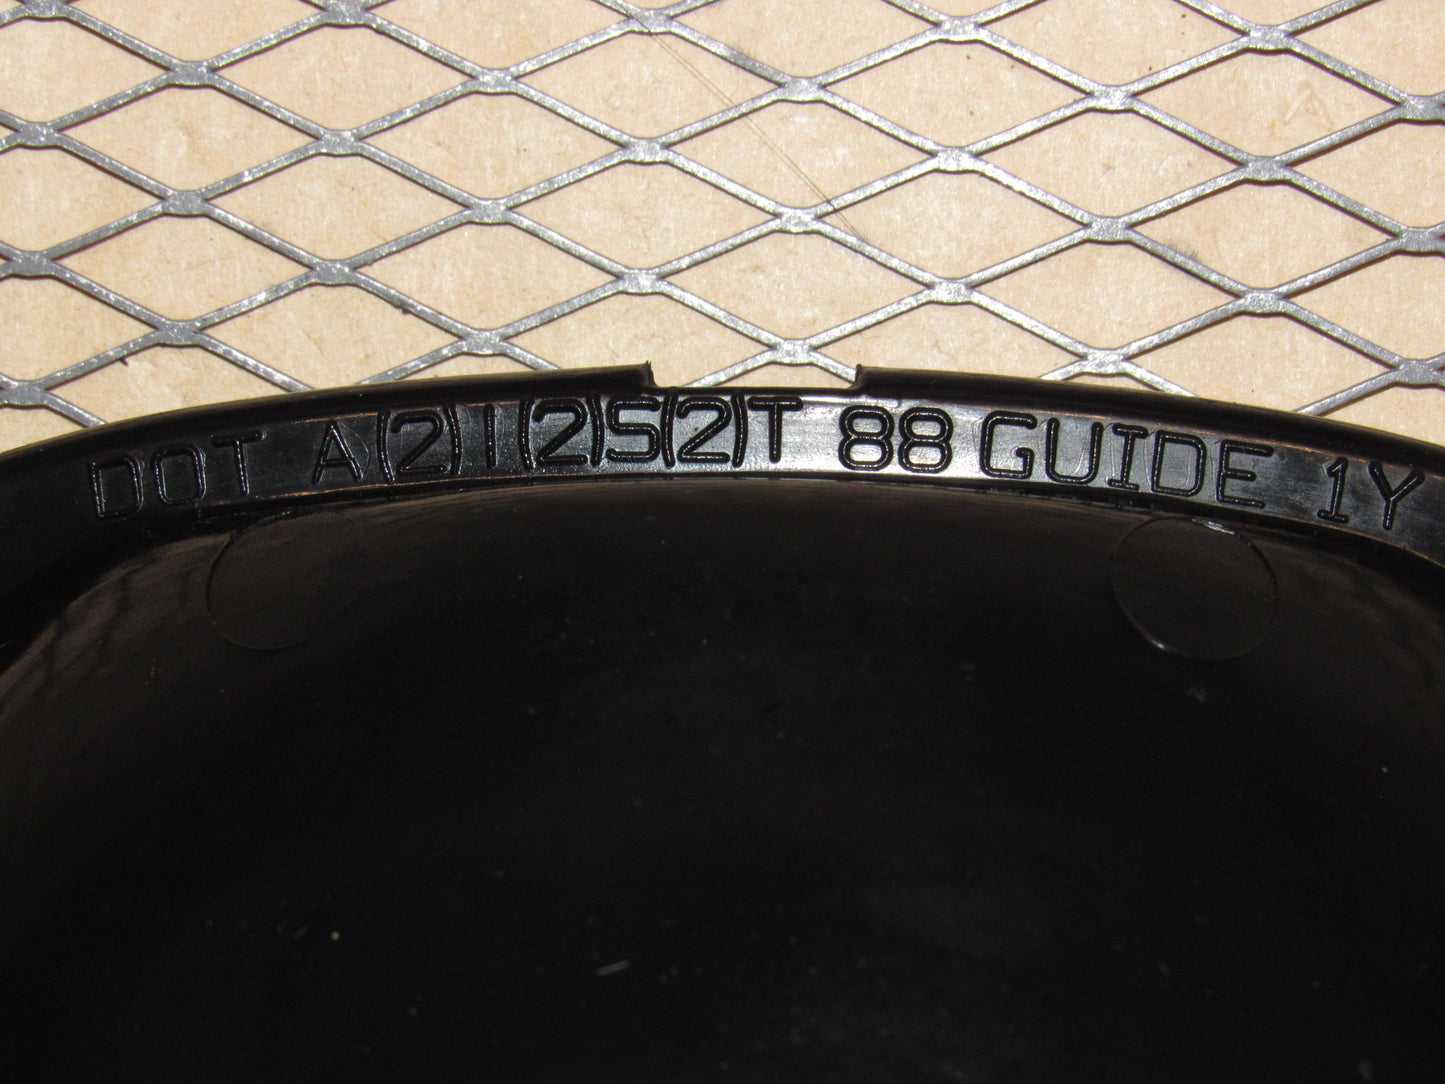 DOT A(2)I(2)S(2)T 88 GUIDE 1Y